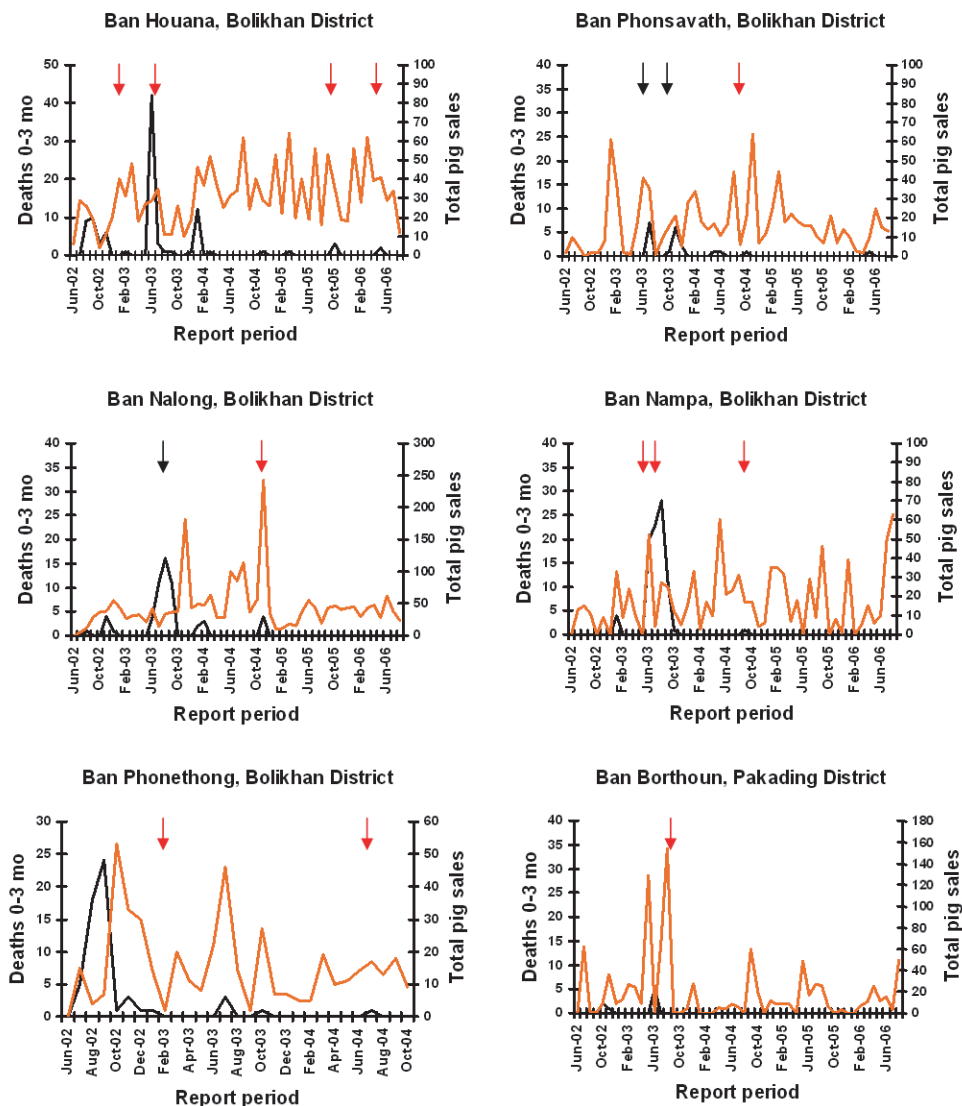 Ban Houana, Bolikhan District
Deaths 0-3 mo
50
40
30
20
10
0
100
90
80
70
60
50
40
30
20
10
0
Total pig sales
Jun-02
Oct-02
Feb-03
Jun-03
Oct-03
Feb-04
Jun-04
Oct-04
Feb-05
Jun-05
Oct-05
Feb-06
Jun-06
Report period
Ban Phonsavath, Bolikhan District
Deaths 0-3 mo
40
35
30
25
20
15
10
5
0
100
90
80
70
60
50
40
30
20
10
0
Total pig sales
Jun-02
Oct-02
Feb-03
Jun-03
Oct-03
Feb-04
Jun-04
Oct-04
Feb-05
Jun-05
Oct-05
Feb-06
Jun-06
Report period
Ban Nalong, Bolikhan District
Deaths 0-3 mo
40
35
30
25
20
15
10
5
0
300
250
200
150
100
50
0
Total pig sales
Jun-02
Oct-02
Feb-03
Jun-03
Oct-03
Feb-04
Jun-04
Oct-04
Feb-05
Jun-05
Oct-05
Feb-06
Jun-06
Report period
Ban Nampa, Bolikhan District
Deaths 0-3 mo
40
35
30
25
20
15
10
5
0
100
90
80
70
60
50
40
30
20
10
0
Total pig sales
Jun-02
Oct-02
Feb-03
Jun-03
Oct-03
Feb-04
Jun-04
Oct-04
Feb-05
Jun-05
Oct-05
Feb-06
Jun-06
Report period
Ban Phonethong, Bolikhan District
Deaths 0-3 mo
30
25
20
15
10
5
0
60
50
40
30
20
10
0
Total pig sales
Jun-02
Aug-02
Oct-02
Dec-02
Feb-03
Apr-03
Jun-03
Aug-03
Oct-03
Dec-03
Feb-04
Apr-04
Jun-04
Aug-04
Oct-04
Report period
Ban Borthoun, Pakading District
Deaths 0-3 mo
40
35
30
25
20
15
10
5
0
180
160
140
120
100
80
60
40
20
0
Total pig sales
Jun-02
Oct-02
Feb-03
Jun-03
Oct-03
Feb-04
Jun-04
Oct-04
Feb-05
Jun-05
Oct-05
Feb-06
Jun-06
Report period